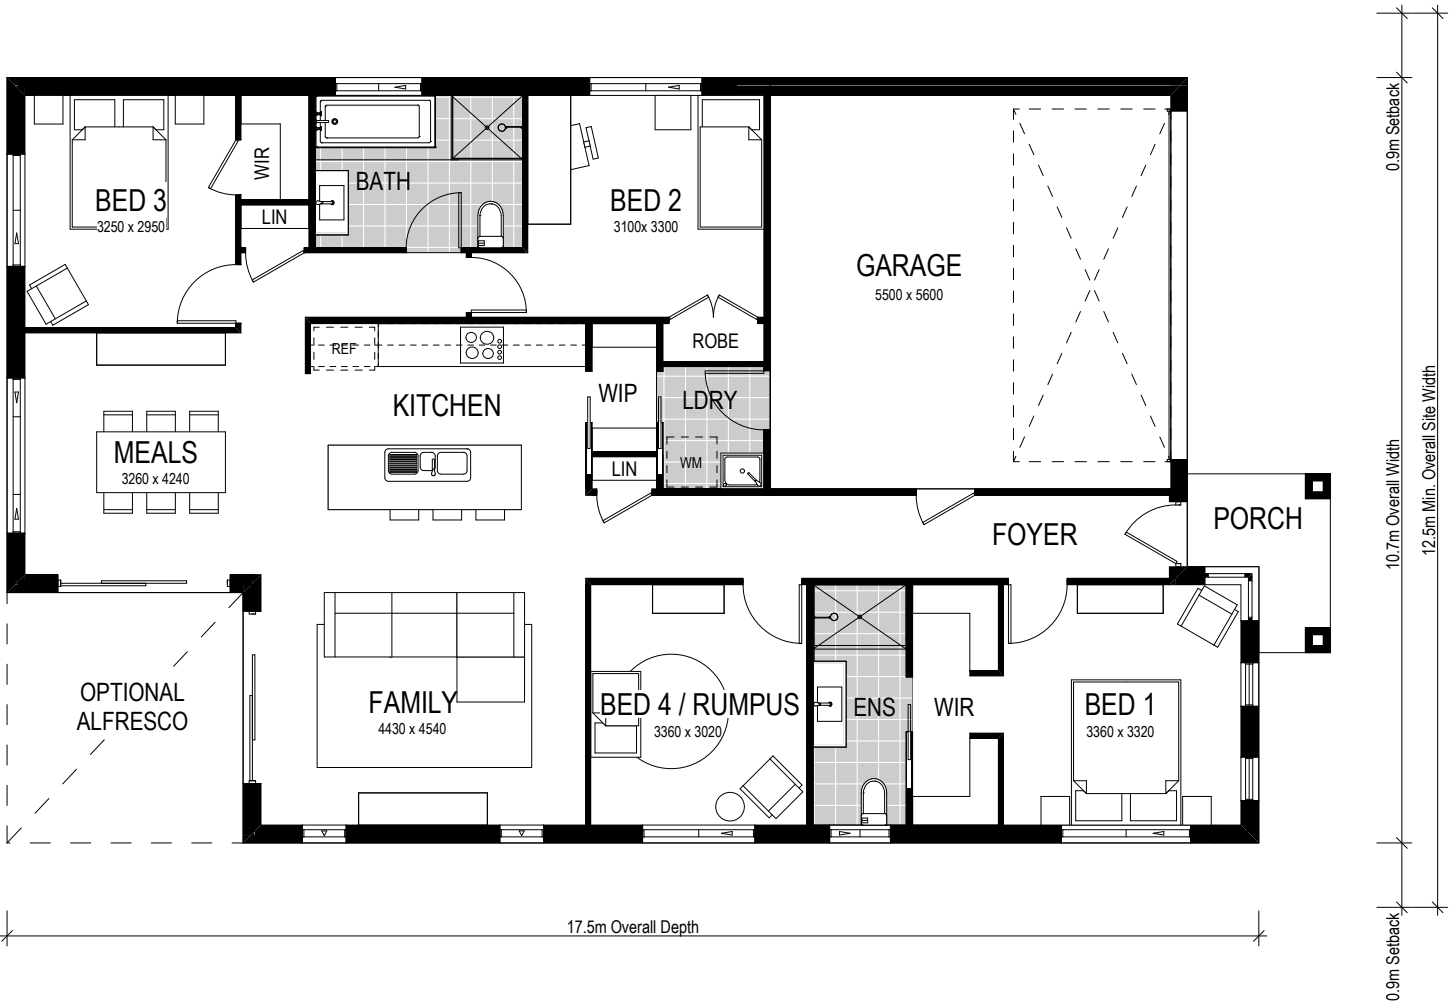 BED 3
3250 x 2950
WIR
LIN
BATH
BED 2
3100x 3300
ROBE
GARAGE
5500 x 5600
REF
KITCHEN
WIP
LDRY
WM
LIN
MEALS
3260 x 4240
FOYER
PORCH
OPTIONAL
ALFRESCO
FAMILY
4430 x 4540
BED 4 / RUMPUS
3360 x 3020
ENS
WIR
BED 1
3360 x 3320
17.5m Overall Depth
0.9m Setback
10.7m Overall Width
12.5m Min. Overall Site Width
0.9m Setback